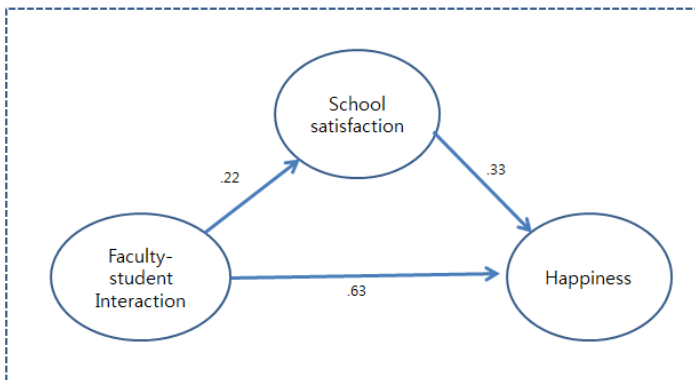 School
satisfaction
.22
.33
Faculty-
student
Interaction
.63
Happiness